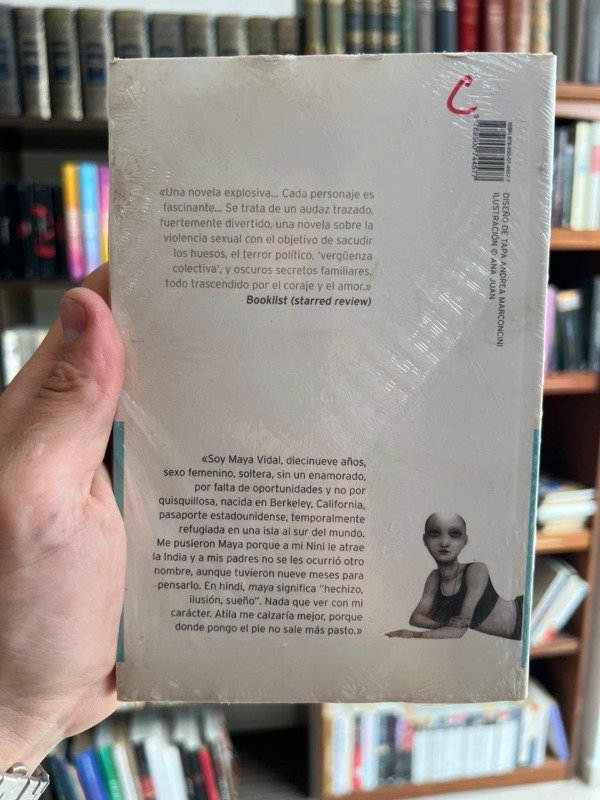 «Una novela explosiva... Cada personaje es
fascinante... Se trata de un audaz trazado,
fuertemente divertido, una novela sobre la
violencia sexual con el objetivo de sacudir
los huesos, el terror político, ‘vergüenza
colectiva’, y oscuros secretos familiares,
todo trascendido por el coraje y el amor.»
Booklist (starred review)
«Soy Maya Vidal, diecinueve años,
sexo femenino, soltera, sin un enamorado,
por falta de oportunidades y no por
quisquillosa, nacida en Berkeley, California,
pasaporte estadounidense, temporalmente
refugiada en una isla al sur del mundo.
Me pusieron Maya porque a mi Nini le atrae
la India y a mis padres no se les ocurrió otro
nombre, aunque tuvieron nueve meses para
pensarlo. En hindi, maya significa “hechizo,
ilusión, sueño”. Nada que ver con mi
carácter. Atila me calzaría mejor, porque
donde pongo el pie no sale más pasto.»
DISEÑO DE TAPA ANDREA MARCONCINI
ILUSTRACIÓN © ANA JUAN